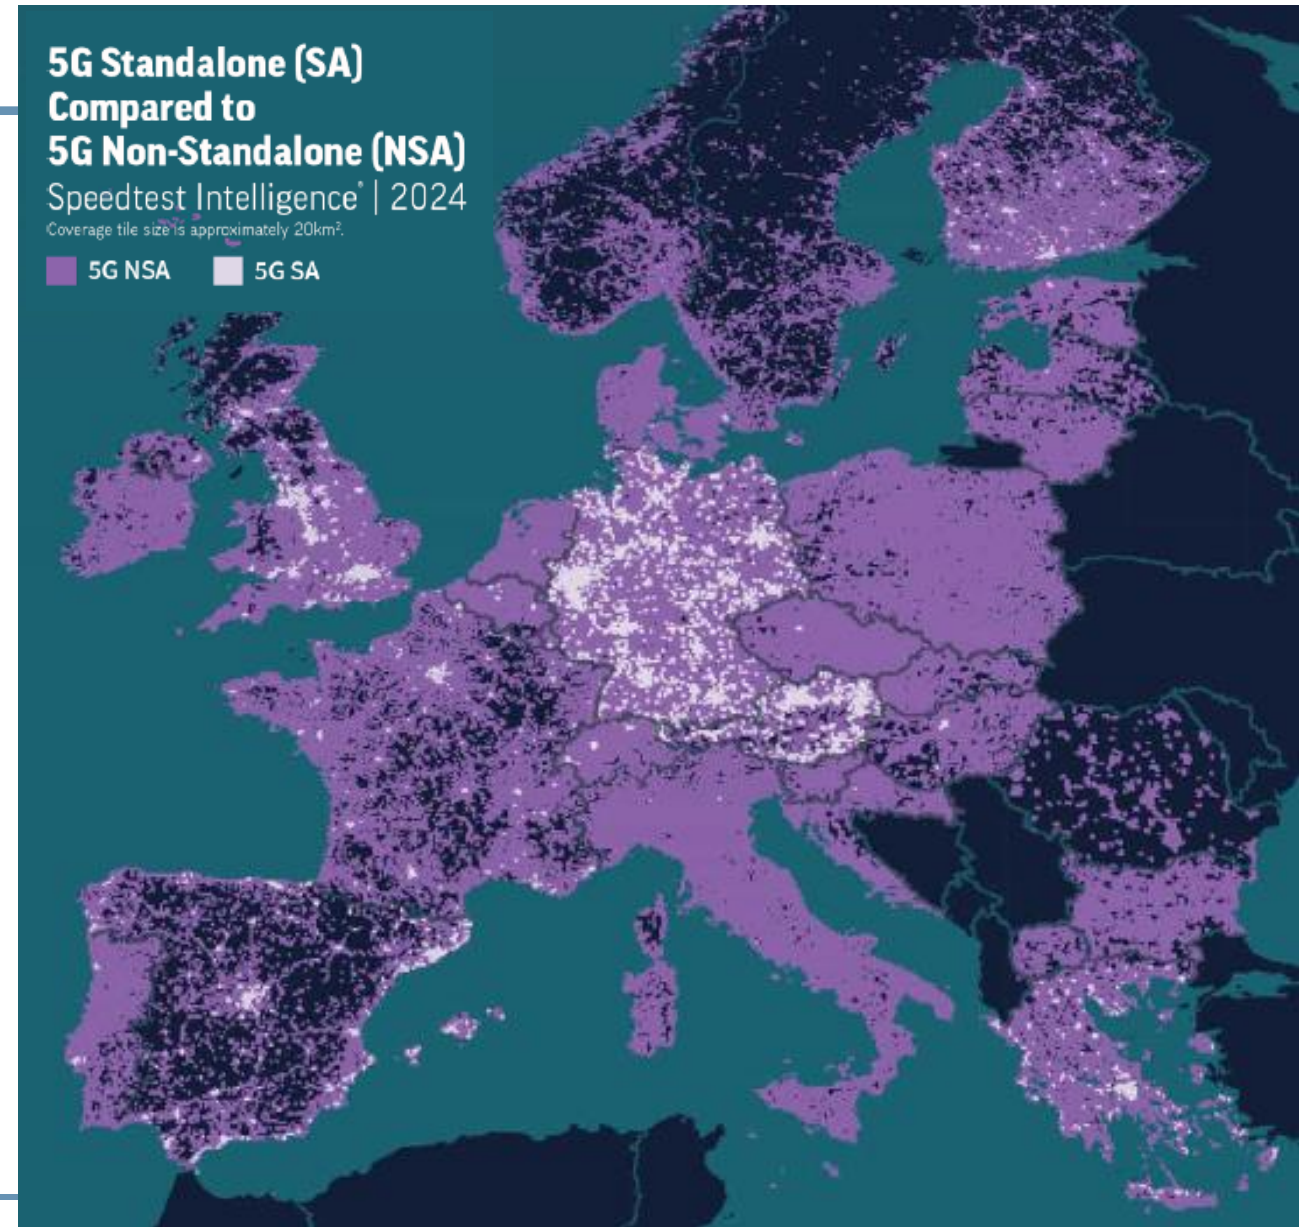 5G Standalone (SA)
Compared to
5G Non-Standalone (NSA)
Speedtest Intelligence® | 2024
Coverage tile size is approximately 20km².
5G NSA
5G SA